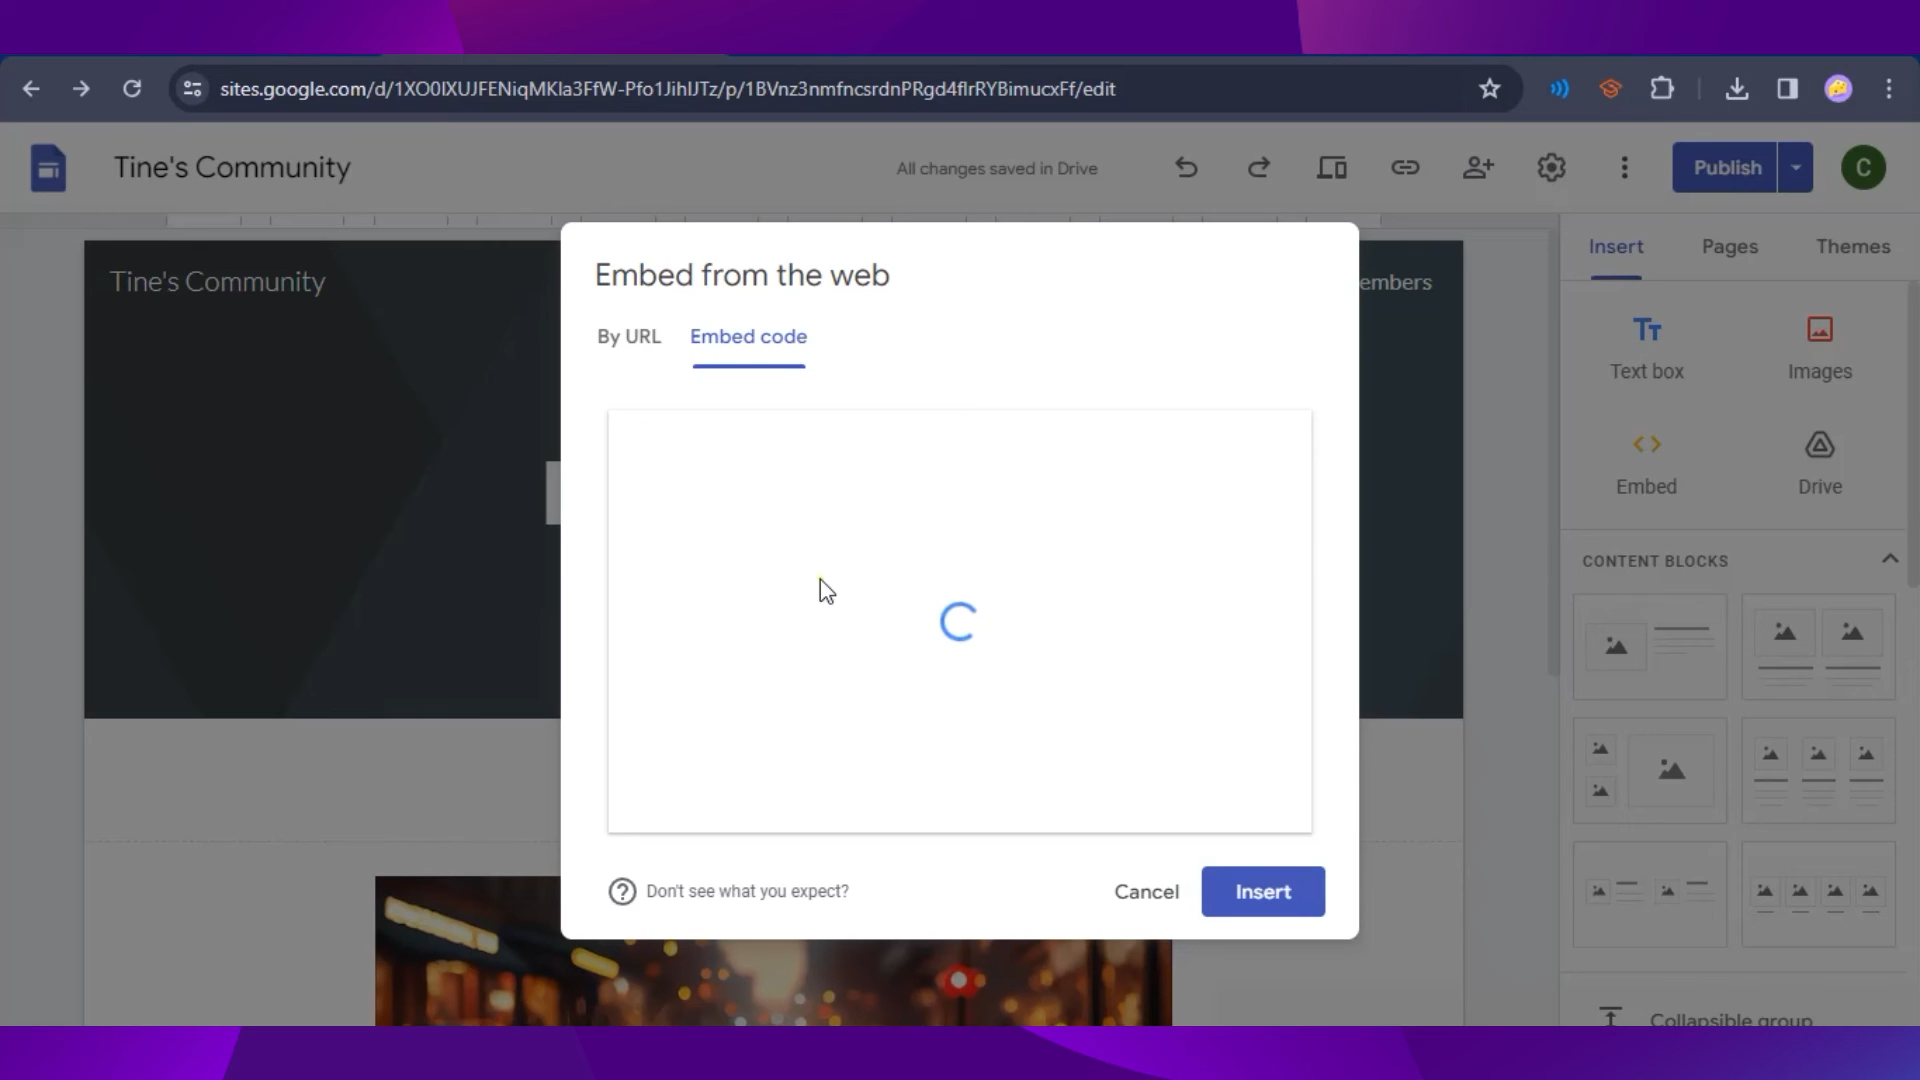 sites.google.com/d/1XO0lXUJFENiqMKla3FfW-Pfo1JihIJTz/p/1BVnz3nmfncsrdnPRgd4flrRYBimucxFf/edit
Tine's Community
All changes saved in Drive
Publish
C
Insert
Pages
Themes
Tine's Community
embers
Embed from the web
By URL
Embed code
Text box
Images
Embed
Drive
CONTENT BLOCKS
Don't see what you expect?
Cancel
Insert
Collapsible group